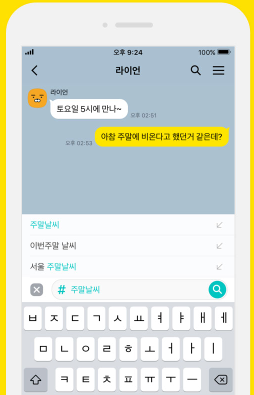 오후 9:24
100%
라이언
라이언
토요일 5시에 만나~
오후 02:51
아참 주말에 비온다고 했던거 같은데?
오후 02:53
주말날씨
이번주말 날씨
서울 주말날씨
# 주말날씨
ㅂ ㅈ ㄷ ㄱ ㅅ ㅛ ㅕ ㅑ ㅐ ㅔ
ㅁ ㄴ ㅇ ㄹ ㅎ ㅗ ㅓ ㅏ ㅣ
ㅋ ㅌ ㅊ ㅍ ㅠ ㅜ ㅡ